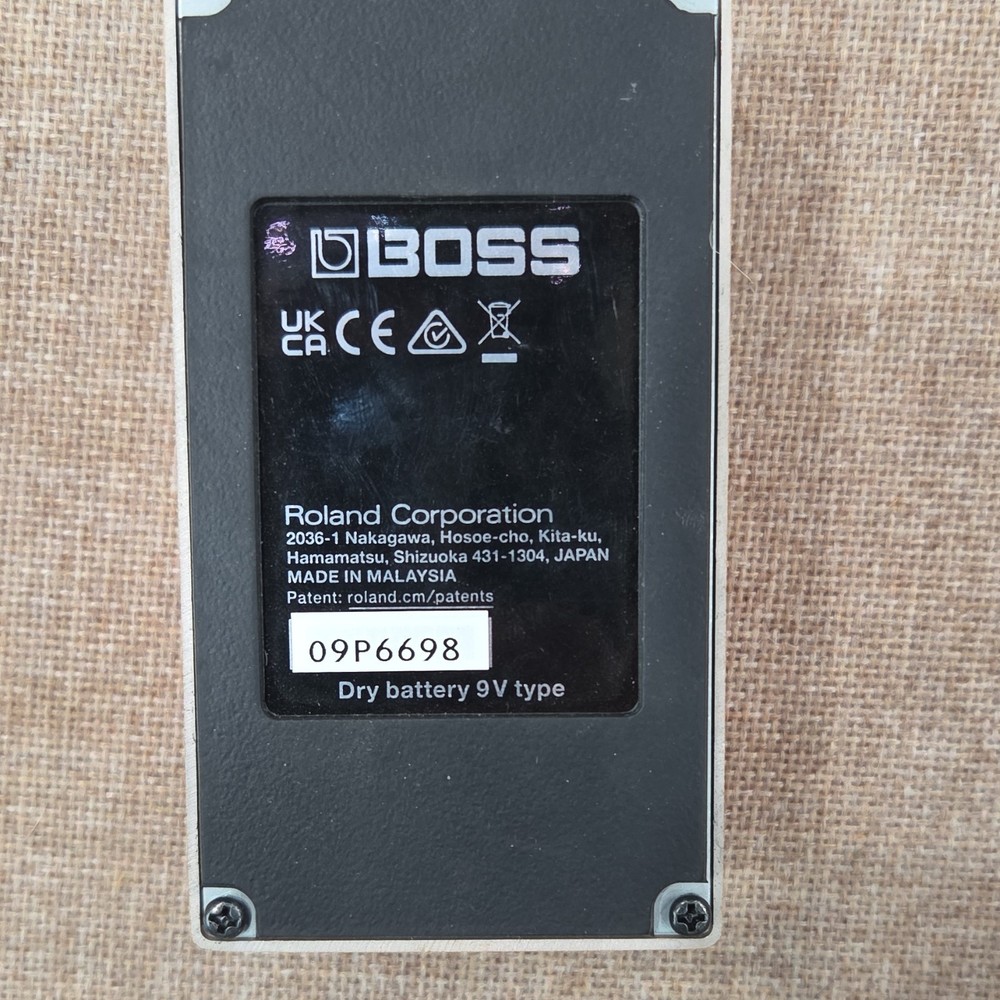 BOSS
UK
CA CE
Roland Corporation
2036-1 Nakagawa, Hosoe-cho, Kita-ku,
Hamamatsu, Shizuoka 431-1304, JAPAN
MADE IN MALAYSIA
Patent: roland.cm/patents
09P6698
Dry battery 9V type